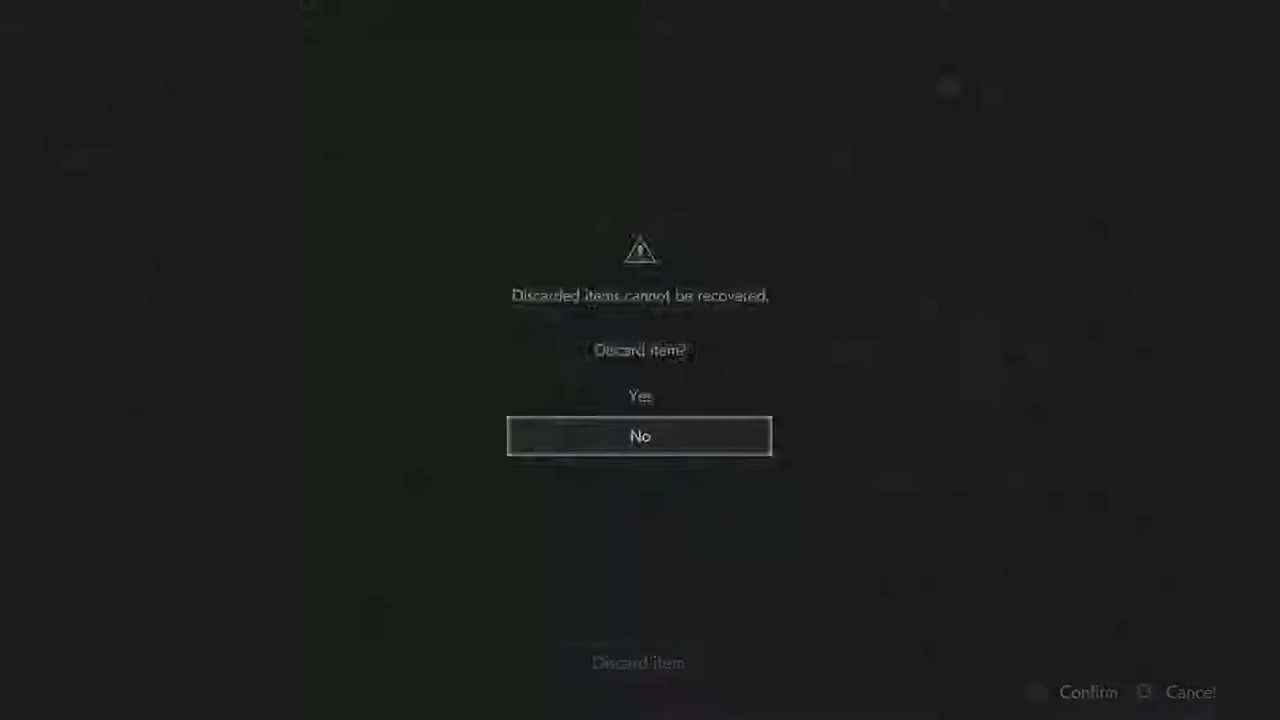 Discarded items cannot be recovered.
Discard item?
Yes
No
Discard item
Confirm
Cancel